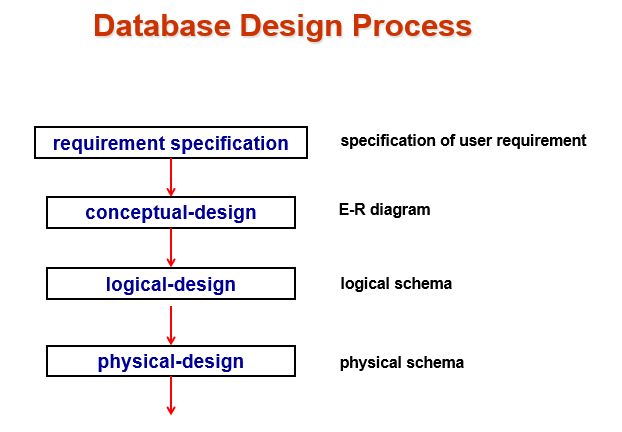 Database Design Process
requirement specification
specification of user requirement
conceptual-design
E-R diagram
logical-design
logical schema
physical-design
physical schema